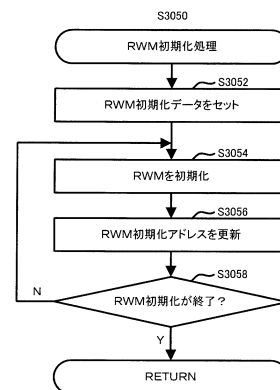 S3050
RWM初期化処理
S3052
RWM初期化データをセット
S3054
RWMを初期化
S3056
RWM初期化アドレスを更新
S3058
N
RWM初期化が終了？
Y
RETURN